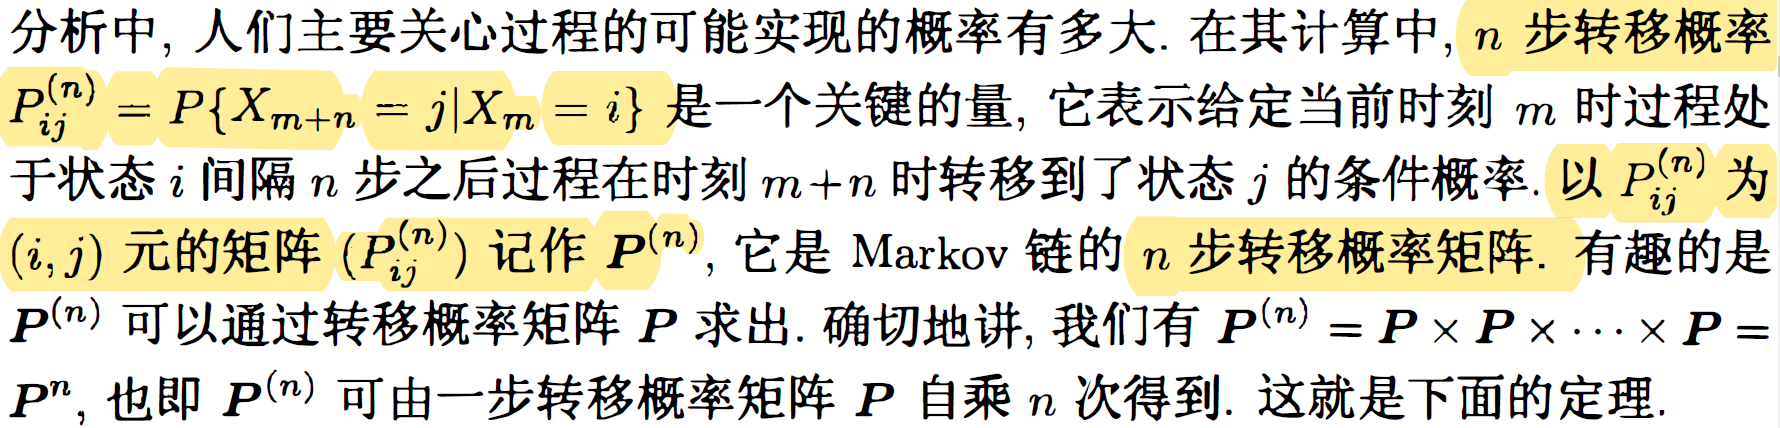 分析中, 人们主要关心过程的可能实现的概率有多大. 在其计算中, n 步转移概率
P_{ij}^{(n)} = P{X_{m+n} = j|X_m = i} 是一个关键的量, 它表示给定当前时刻 m 时过程处
于状态 i 间隔 n 步之后过程在时刻 m+n 时转移到了状态 j 的条件概率. 以 P_{ij}^{(n)} 为
(i, j) 元的矩阵 (P_{ij}^{(n)}) 记作 P^{(n)}, 它是 Markov 链的 n 步转移概率矩阵. 有趣的是
P^{(n)} 可以通过转移概率矩阵 P 求出. 确切地讲, 我们有 P^{(n)} = P × P × ⋯ × P =
P^n, 也即 P^{(n)} 可由一步转移概率矩阵 P 自乘 n 次得到. 这就是下面的定理.